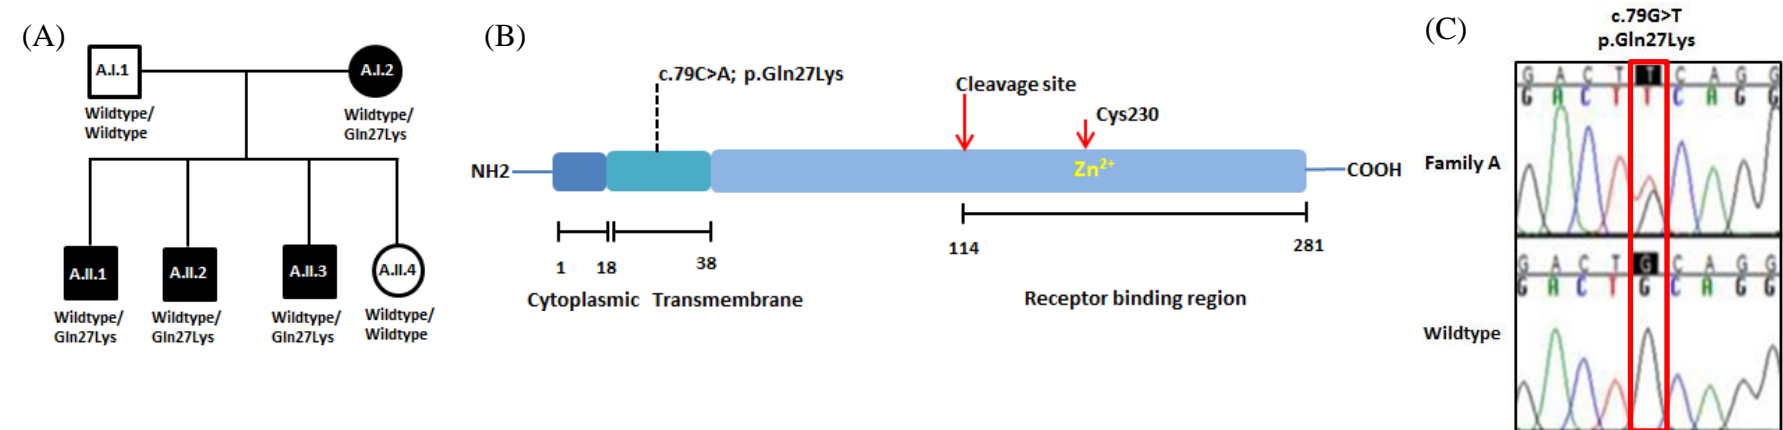 (A)
A.I.1
A.I.2
Wildtype/
Wildtype
Wildtype/
Gln27Lys
A.II.1
A.II.2
A.II.3
A.II.4
Wildtype/
Gln27Lys
Wildtype/
Gln27Lys
Wildtype/
Gln27Lys
Wildtype/
Wildtype
(B)
c.79C>A; p.Gln27Lys
Cleavage site
Cys230
NH2
Zn2+
COOH
1
18
38
114
281
Cytoplasmic
Transmembrane
Receptor binding region
(C)
c.79G>T
p.Gln27Lys
G A C T T C A G G
G A C T T C A G G
Family A
G A C T G C A G G
G A C T G C A G G
Wildtype